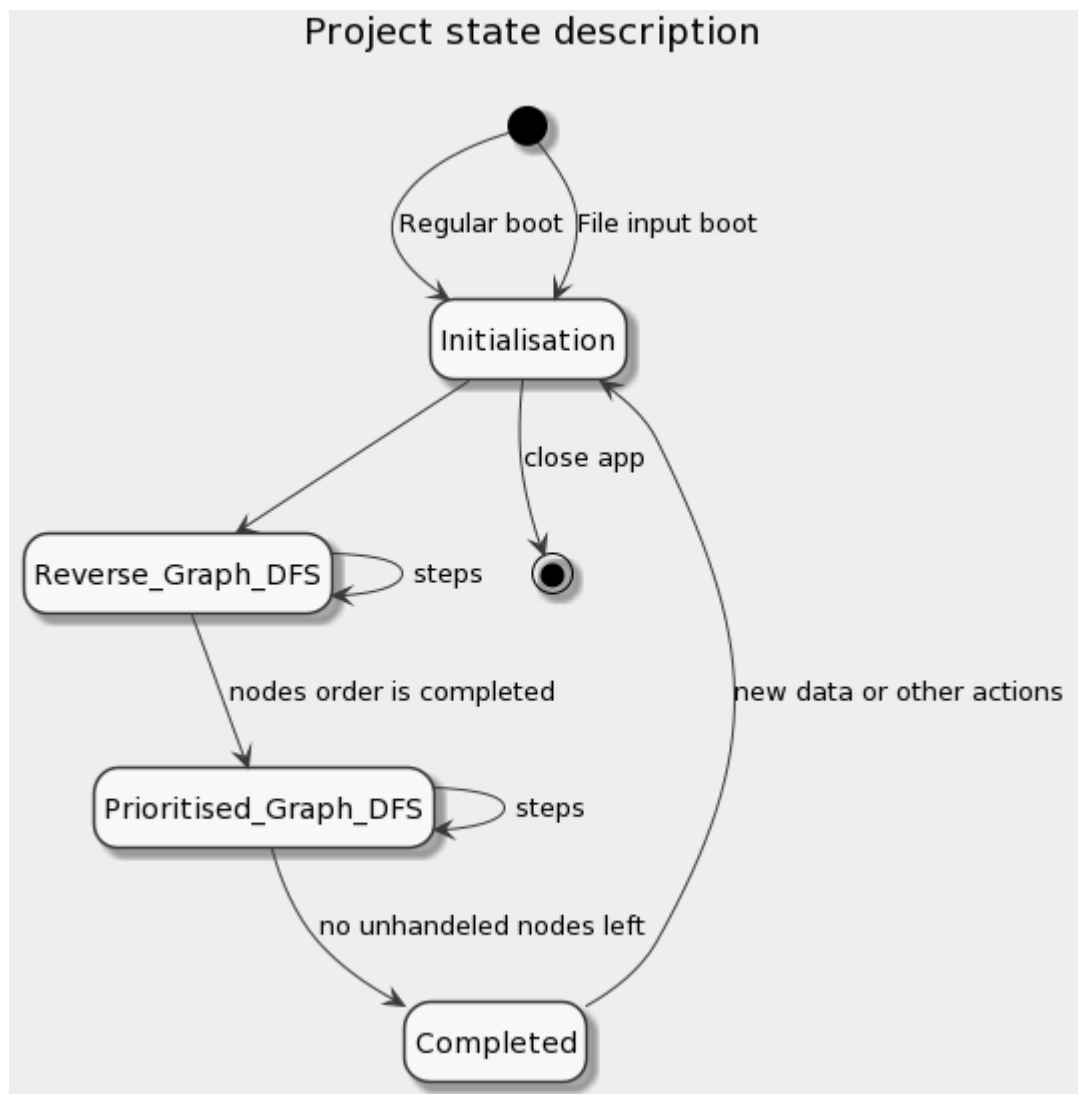 Project state description
Regular boot
File input boot
Initialisation
close app
Reverse_Graph_DFS
steps
nodes order is completed
new data or other actions
Prioritised_Graph_DFS
steps
no unhandeled nodes left
Completed